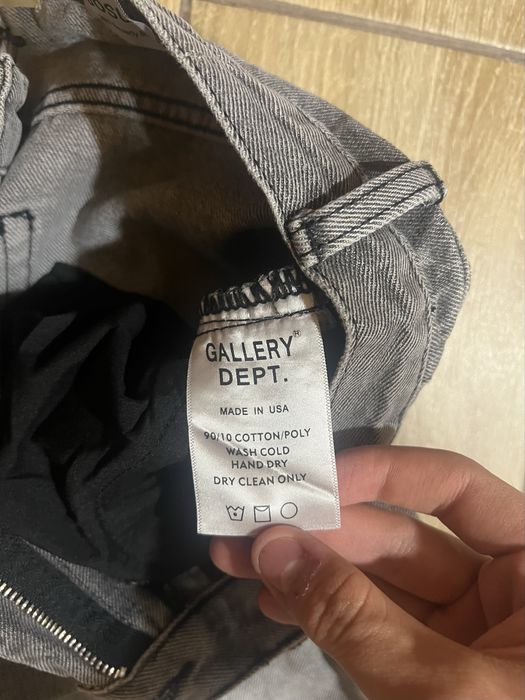 GALLERY®
DEPT.
MADE IN USA
90/10 COTTON/POLY
WASH COLD
HAND DRY
DRY CLEAN ONLY